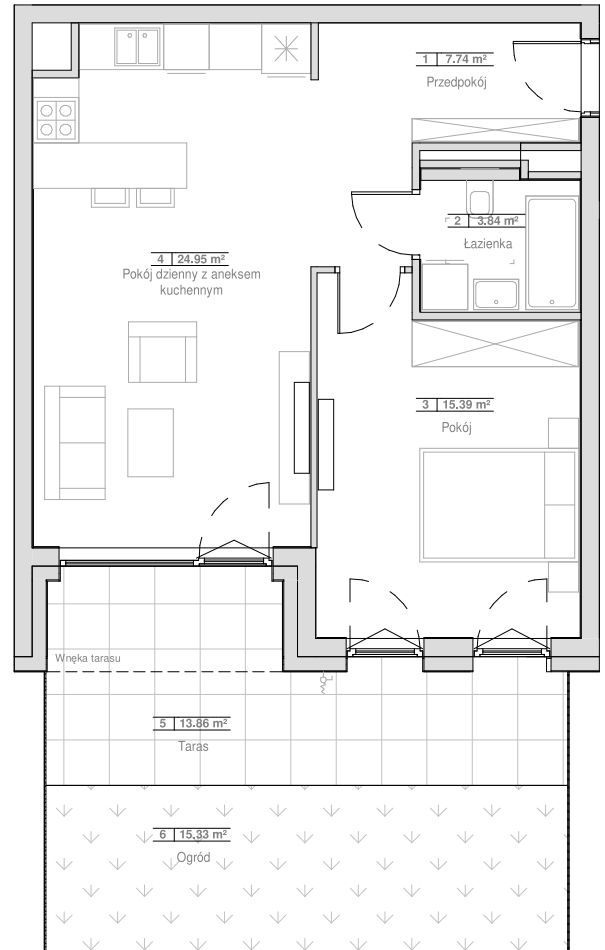 1 7.74 m²
Przedpokój
2 3.84 m²
Łazienka
4 24.95 m²
Pokój dzienny z aneksem
kuchennym
3 15.39 m²
Pokój
Wnęka tarasu
5 13.86 m²
Taras
6 15.33 m²
Ogród